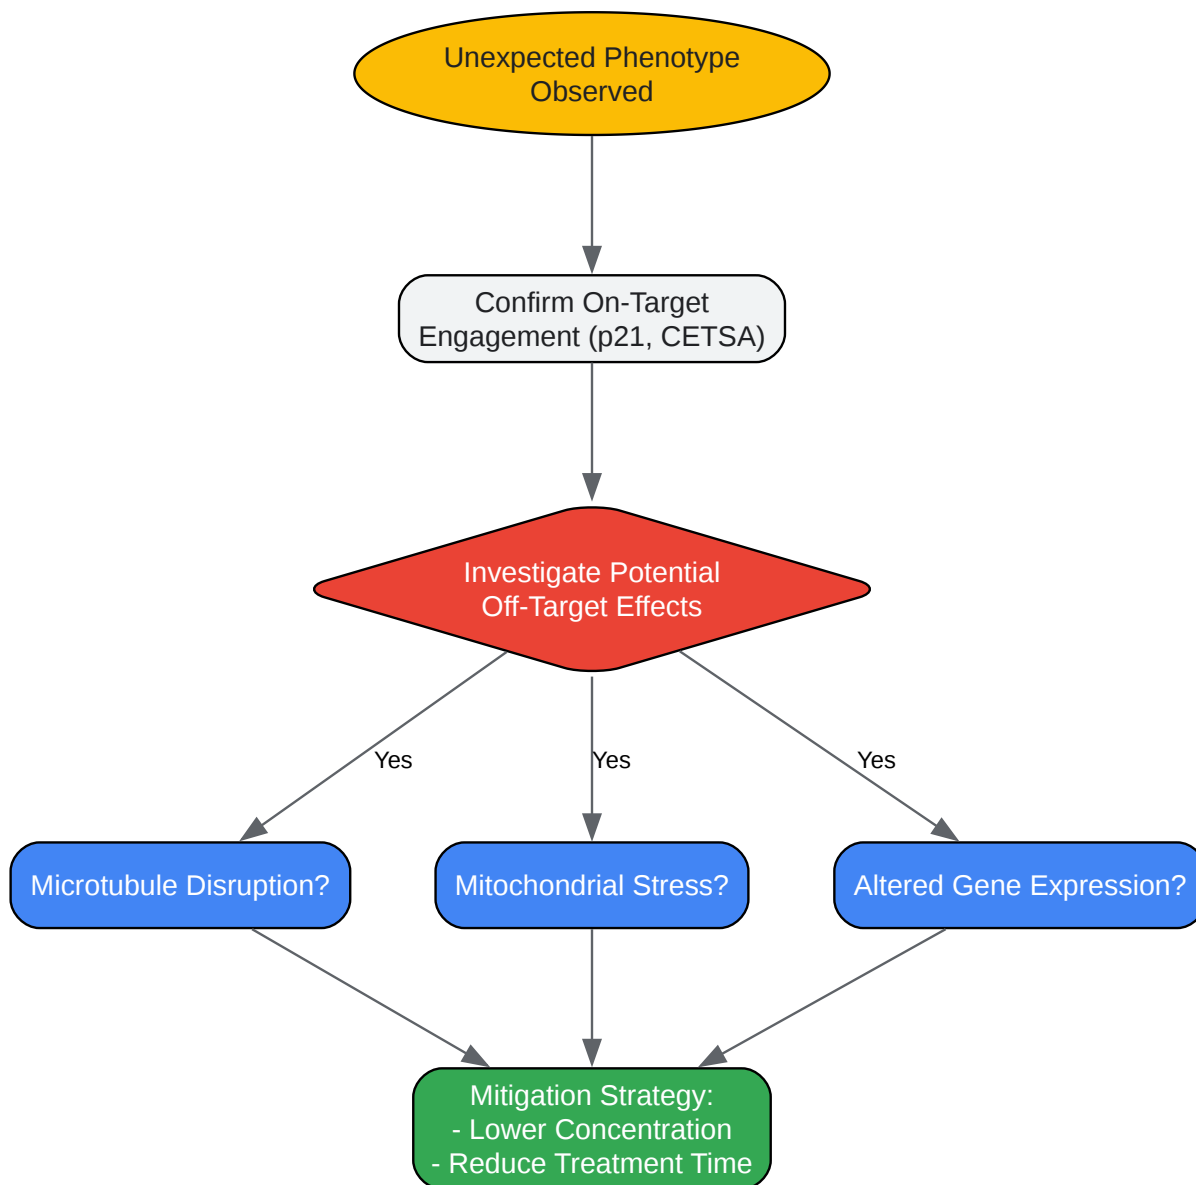 Unexpected Phenotype
Observed
Confirm On-Target
Engagement (p21, CETSA)
Investigate Potential
Off-Target Effects
Yes
Yes
Yes
Microtubule Disruption?
Mitochondrial Stress?
Altered Gene Expression?
Mitigation Strategy:
- Lower Concentration
- Reduce Treatment Time